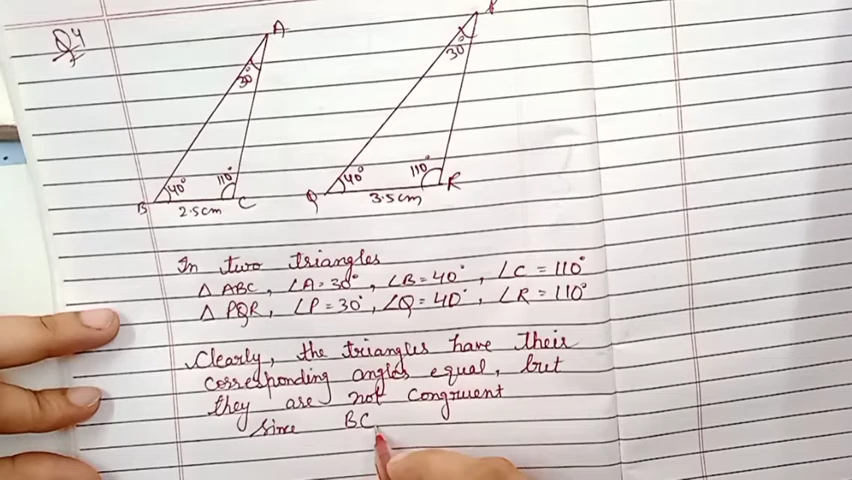 Q4
A
30°
40°
110°
B
C
2.5cm
30°
40°
110°
Q
R
3.5cm
In two triangles
△ ABC, ∠A = 30°, ∠B = 40°, ∠C = 110°
△ PQR, ∠P = 30°, ∠Q = 40°, ∠R = 110°
Clearly, the triangles have their
corresponding angles equal, but
they are not congruent
since BC